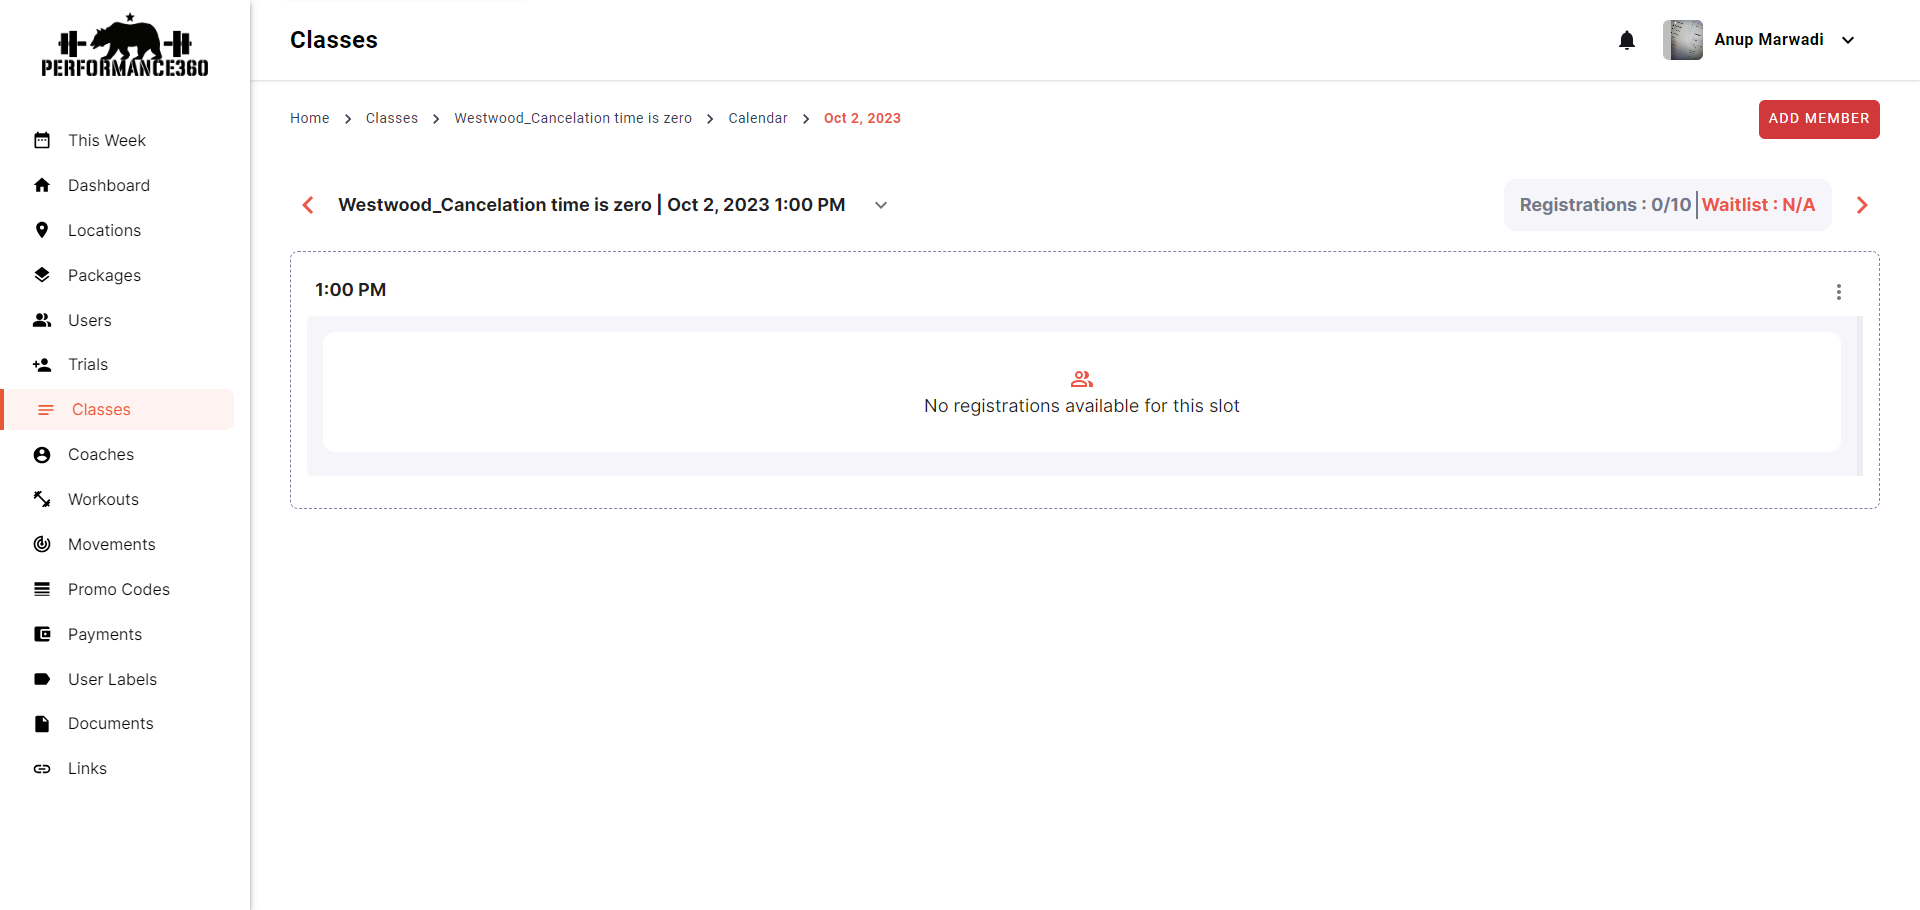 PERFORMANCE360
This Week
Dashboard
Locations
Packages
Users
Trials
Classes
Coaches
Workouts
Movements
Promo Codes
Payments
User Labels
Documents
Links
Classes
Anup Marwadi
Home > Classes > Westwood_Cancelation time is zero > Calendar > Oct 2, 2023
ADD MEMBER
Westwood_Cancelation time is zero | Oct 2, 2023 1:00 PM
Registrations : 0/10 | Waitlist : N/A
1:00 PM
No registrations available for this slot